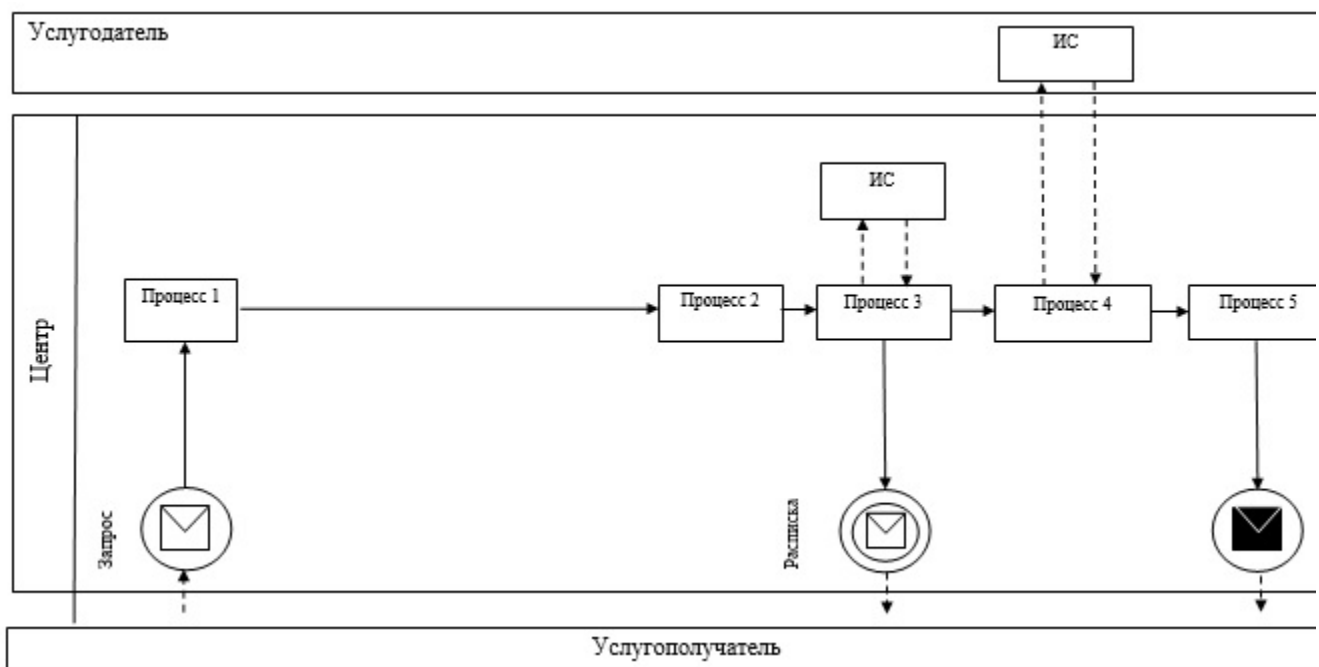 Услугодатель
ИС
ИС
Процесс 1
Процесс 2
Процесс 3
Процесс 4
Процесс 5
Центр
Запрос
Расписка
Услугополучатель